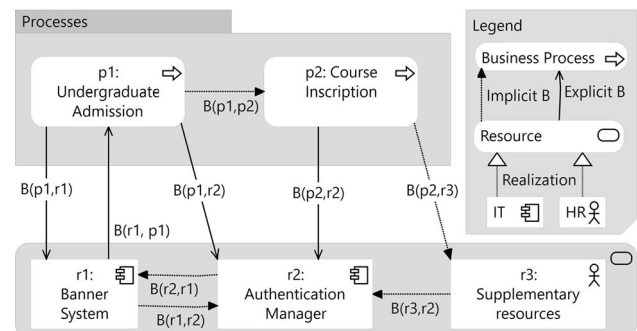 Processes
Legend
p1:
Undergraduate
Admission
p2: Course
Inscription
B(p1,p2)
Business Process
Implicit B
Explicit B
Resource
Realization
IT
HR
B(p1,r1)
B(p1,r2)
B(p2,r2)
B(p2,r3)
B(r1, p1)
r1:
Banner
System
B(r2,r1)
B(r1,r2)
r2:
Authentication
Manager
B(r3,r2)
r3:
Supplementary
resources